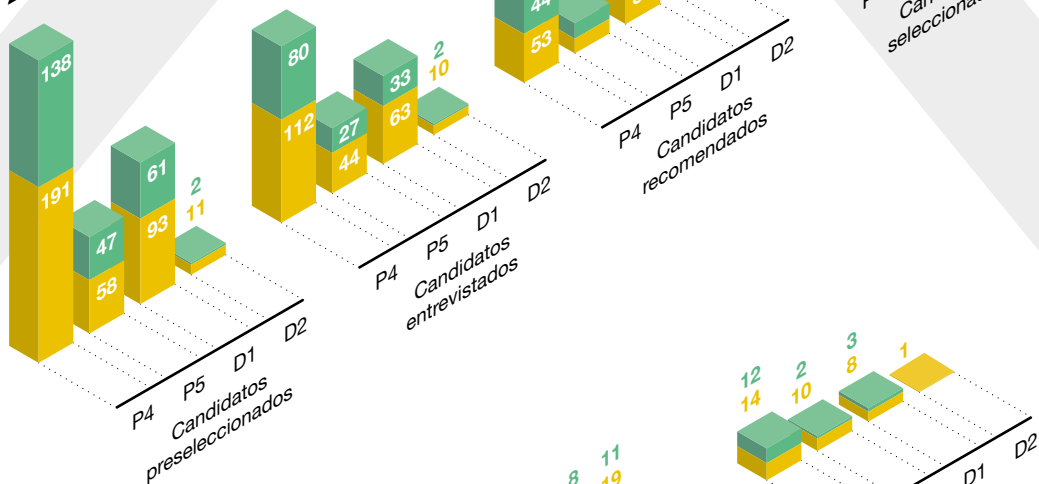 138
191
47
58
61
93
2
11
P4
P5
D1
D2
Candidatos
preseleccionados
80
112
27
44
33
63
2
10
P4
P5
D1
D2
Candidatos
entrevistados
44
53
P4
P5
D1
D2
Candidatos
recomendados
12
14
2
10
3
8
1
D1
D2
8
11
19